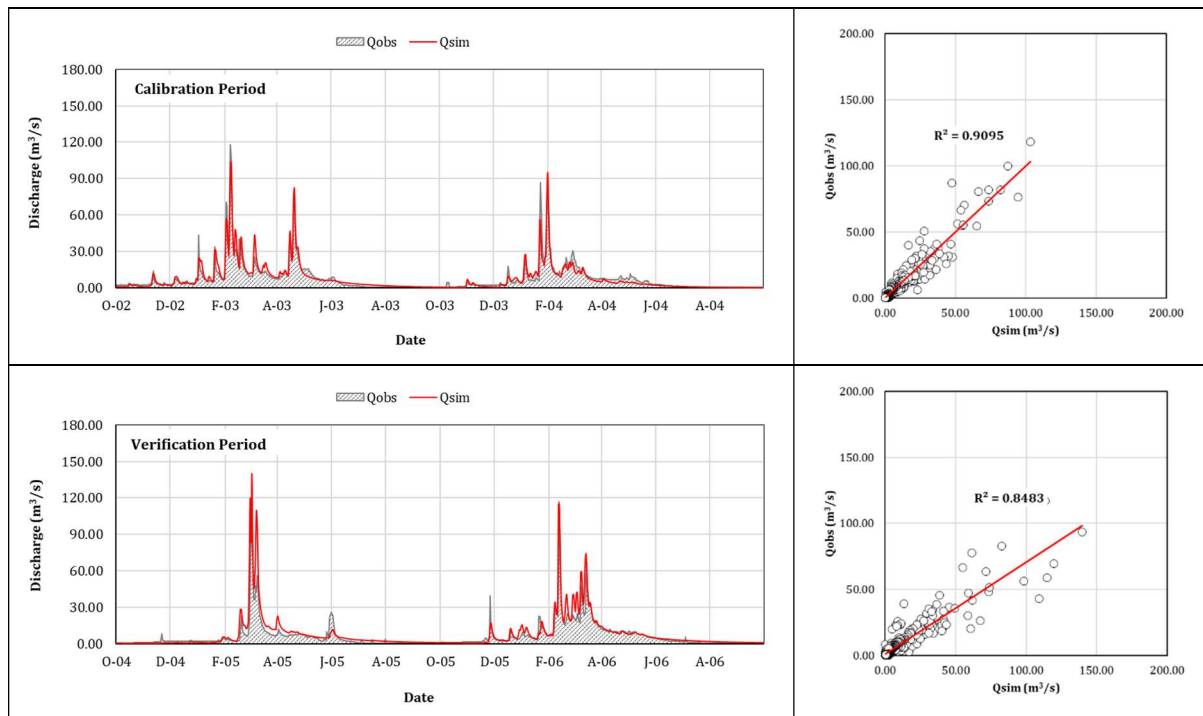 Qobs Qsim
180.00
150.00
120.00
90.00
60.00
30.00
0.00
Discharge (m³/s)
Calibration Period
O-02 D-02 F-03 A-03 J-03 A-03 O-03 D-03 F-04 A-04 J-04 A-04
Date
200.00
150.00
100.00
50.00
0.00
Qobs (m³/s)
R² = 0.9095
0.00 50.00 100.00 150.00 200.00
Qsim (m³/s)
Qobs Qsim
180.00
150.00
120.00
90.00
60.00
30.00
0.00
Discharge (m³/s)
Verification Period
O-04 D-04 F-05 A-05 J-05 A-05 O-05 D-05 F-06 A-06 J-06 A-06
Date
200.00
150.00
100.00
50.00
0.00
Qobs (m³/s)
R² = 0.8483
0.00 50.00 100.00 150.00 200.00
Qsim (m³/s)